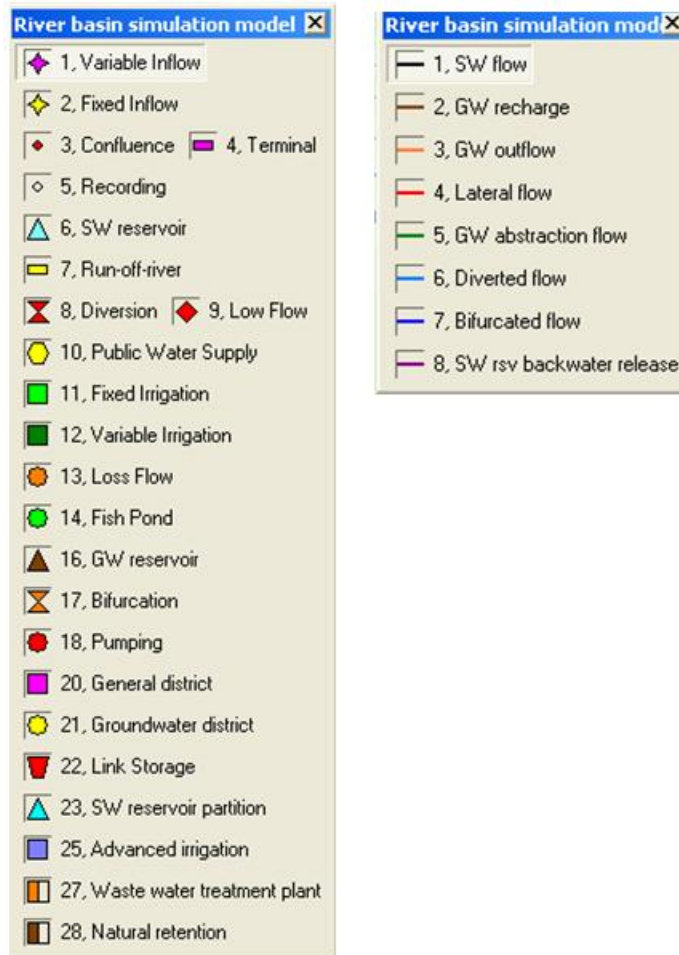 River basin simulation model
1, Variable Inflow
2, Fixed Inflow
3, Confluence 4, Terminal
5, Recording
6, SW reservoir
7, Run-off-river
8, Diversion 9, Low Flow
10, Public Water Supply
11, Fixed Irrigation
12, Variable Irrigation
13, Loss Flow
14, Fish Pond
16, GW reservoir
17, Bifurcation
18, Pumping
20, General district
21, Groundwater district
22, Link Storage
23, SW reservoir partition
25, Advanced irrigation
27, Waste water treatment plant
28, Natural retention
River basin simulation mod
1, SW flow
2, GW recharge
3, GW outflow
4, Lateral flow
5, GW abstraction flow
6, Diverted flow
7, Bifurcated flow
8, SW rsv backwater release